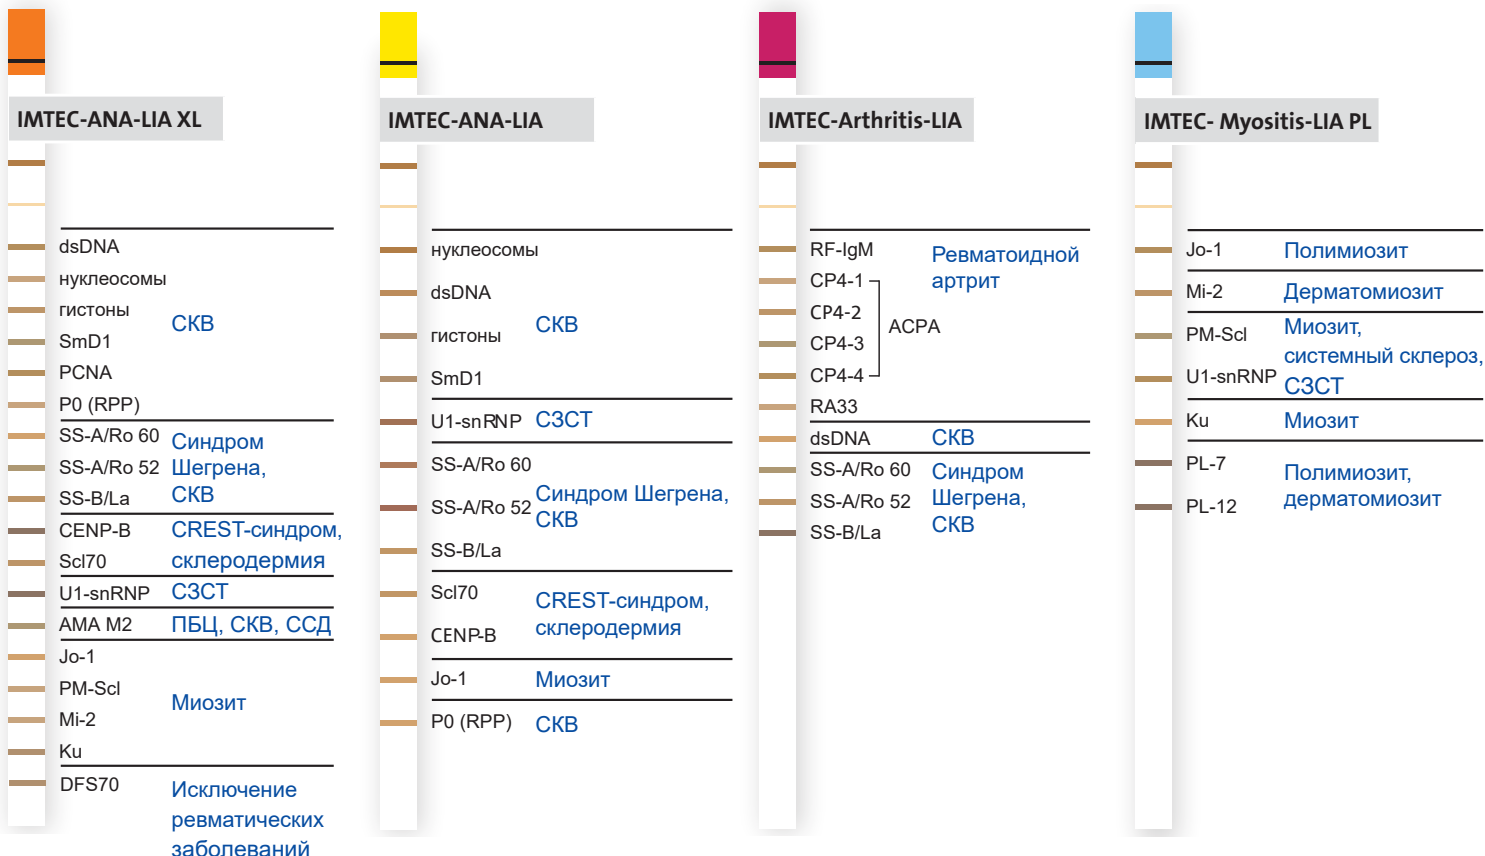 IMTEC-ANA-LIA XL
dsDNA
нуклеосомы
гистоны
СКВ
SmD1
PCNA
P0 (RPP)
SS-A/Ro 60
SS-A/Ro 52
SS-B/La
Синдром
Шегрена,
СКВ
CENP-B
Scl70
CREST-синдром,
склеродермия
U1-snRNP СЗСТ
AMA M2 ПБЦ, СКВ, ССД
Jo-1
PM-Scl
Миозит
Mi-2
Ku
DFS70
Исключение
ревматических
заболеваний
IMTEC-ANA-LIA
нуклеосомы
dsDNA
гистоны
СКВ
SmD1
U1-snRNP СЗСТ
SS-A/Ro 60
SS-A/Ro 52
SS-B/La
Синдром Шегрена,
СКВ
Scl70
CENP-B
CREST-синдром,
склеродермия
Jo-1 Миозит
P0 (RPP) СКВ
IMTEC-Arthritis-LIA
RF-IgM
Ревматоидной
артрит
CP4-1
CP4-2
CP4-3
CP4-4
ACPA
RA33
dsDNA СКВ
SS-A/Ro 60
SS-A/Ro 52
SS-B/La
Синдром
Шегрена,
СКВ
IMTEC- Myositis-LIA PL
Jo-1 Полимиозит
Mi-2 Дерматомиозит
PM-Scl
U1-snRNP
Миозит,
системный склероз,
СЗСТ
Ku Миозит
PL-7
PL-12
Полимиозит,
дерматомиозит